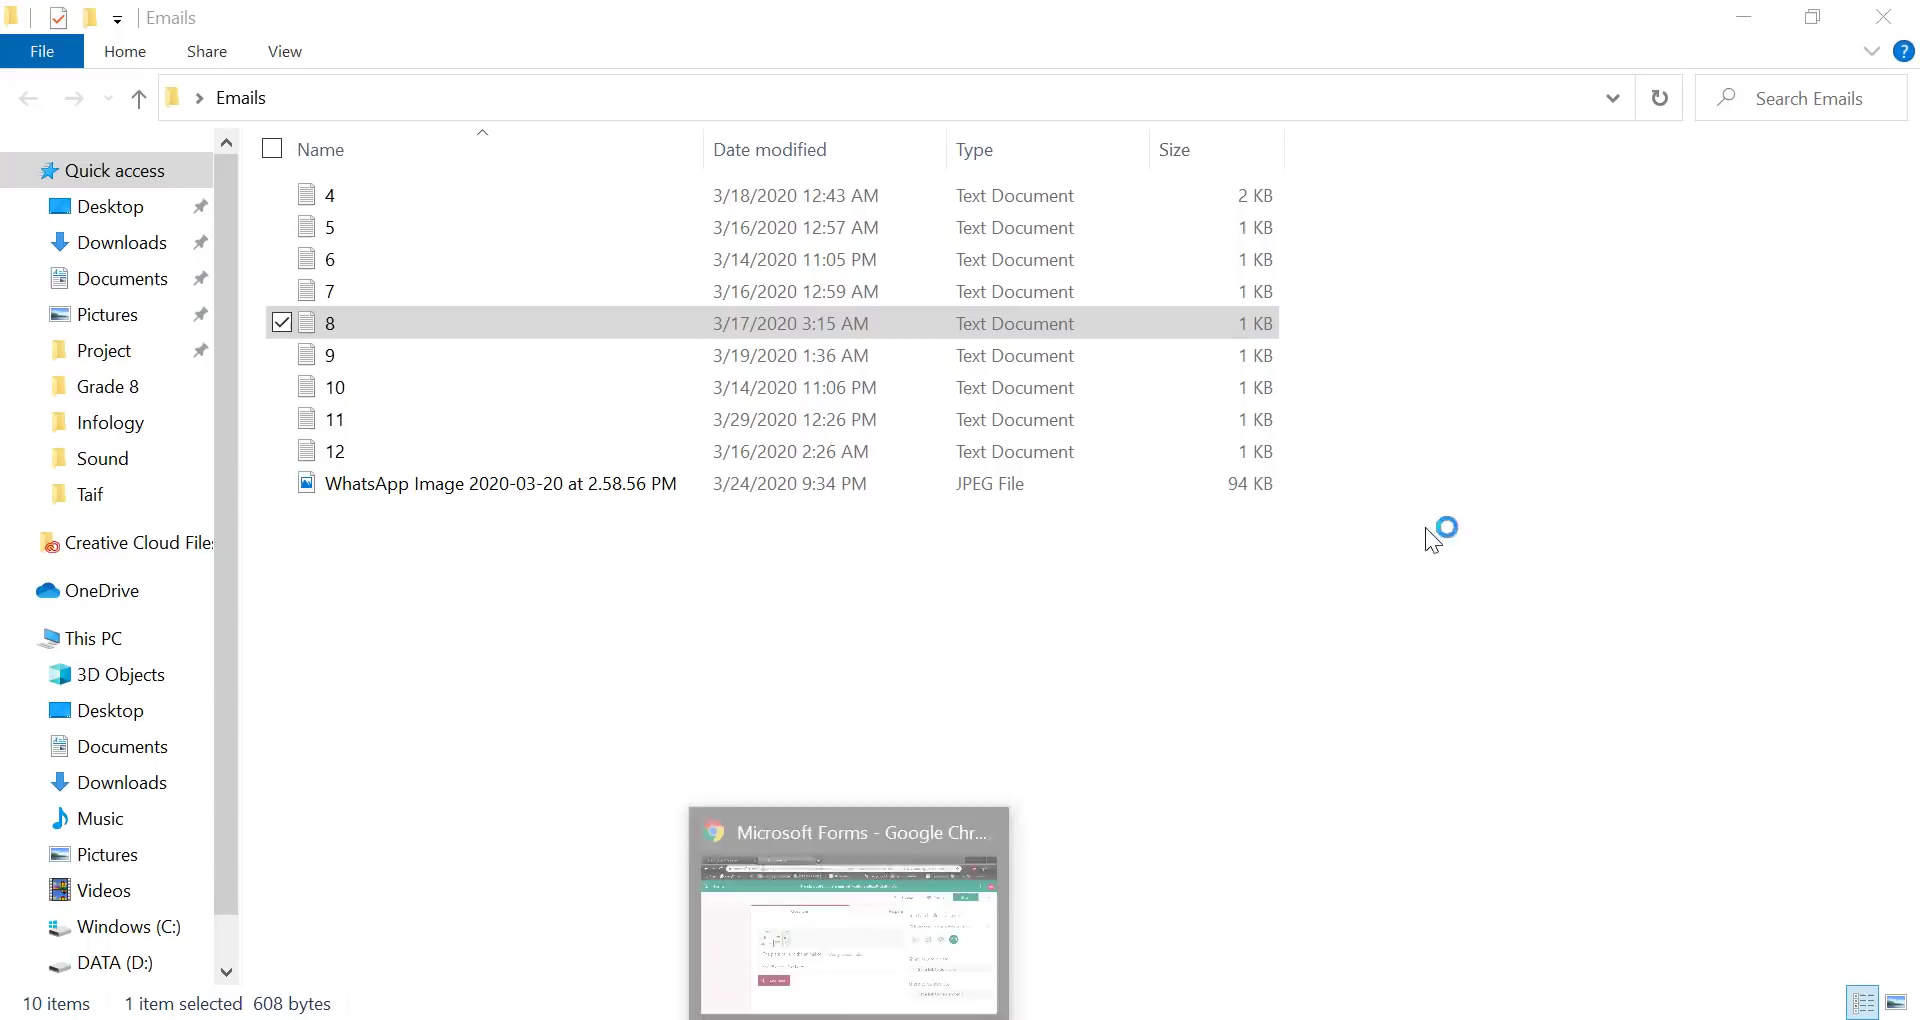 Emails
File Home Share View
Emails
Search Emails
Name Date modified Type Size
4 3/18/2020 12:43 AM Text Document 2 KB
5 3/16/2020 12:57 AM Text Document 1 KB
6 3/14/2020 11:05 PM Text Document 1 KB
7 3/16/2020 12:59 AM Text Document 1 KB
8 3/17/2020 3:15 AM Text Document 1 KB
9 3/19/2020 1:36 AM Text Document 1 KB
10 3/14/2020 11:06 PM Text Document 1 KB
11 3/29/2020 12:26 PM Text Document 1 KB
12 3/16/2020 2:26 AM Text Document 1 KB
WhatsApp Image 2020-03-20 at 2.58.56 PM 3/24/2020 9:34 PM JPEG File 94 KB
Quick access
Desktop
Downloads
Documents
Pictures
Project
Grade 8
Infology
Sound
Taif
Creative Cloud Files
OneDrive
This PC
3D Objects
Desktop
Documents
Downloads
Music
Pictures
Videos
Windows (C:)
DATA (D:)
Microsoft Forms - Google Chr...
10 items 1 item selected 608 bytes